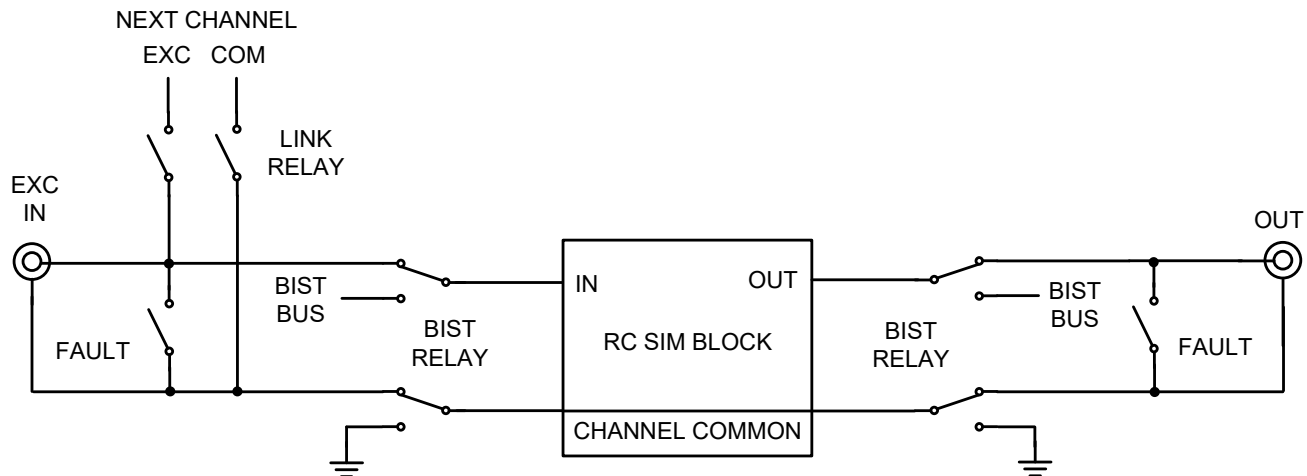 NEXT CHANNEL
EXC COM
LINK
RELAY
EXC
IN
OUT
BIST
BUS
IN
OUT
BIST
BUS
FAULT
BIST
RELAY
RC SIM BLOCK
BIST
RELAY
FAULT
CHANNEL COMMON